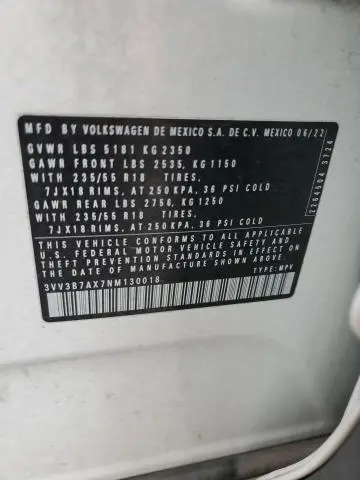 MFD BY VOLKSWAGEN DE MEXICO S.A. DE C.V. MEXICO 06/22
GVWR LBS 5181 KG 2350
GAWR FRONT LBS 2535, KG 1150
WITH 235/55 R18 TIRES,
7JX18 RIMS, AT 250 KPA, 36 PSI COLD
GAWR REAR LBS 2756, KG 1250
WITH 235/55 R18 TIRES,
7JX18 RIMS, AT 250 KPA, 36 PSI COLD
THIS VEHICLE CONFORMS TO ALL APPLICABLE
U.S. FEDERAL MOTOR VEHICLE SAFETY AND
THEFT PREVENTION STANDARDS IN EFFECT ON
THE DATE OF MANUFACTURE SHOWN ABOVE.
3VV3B7AX7NM130018 TYPE: MPV
2264504 3724